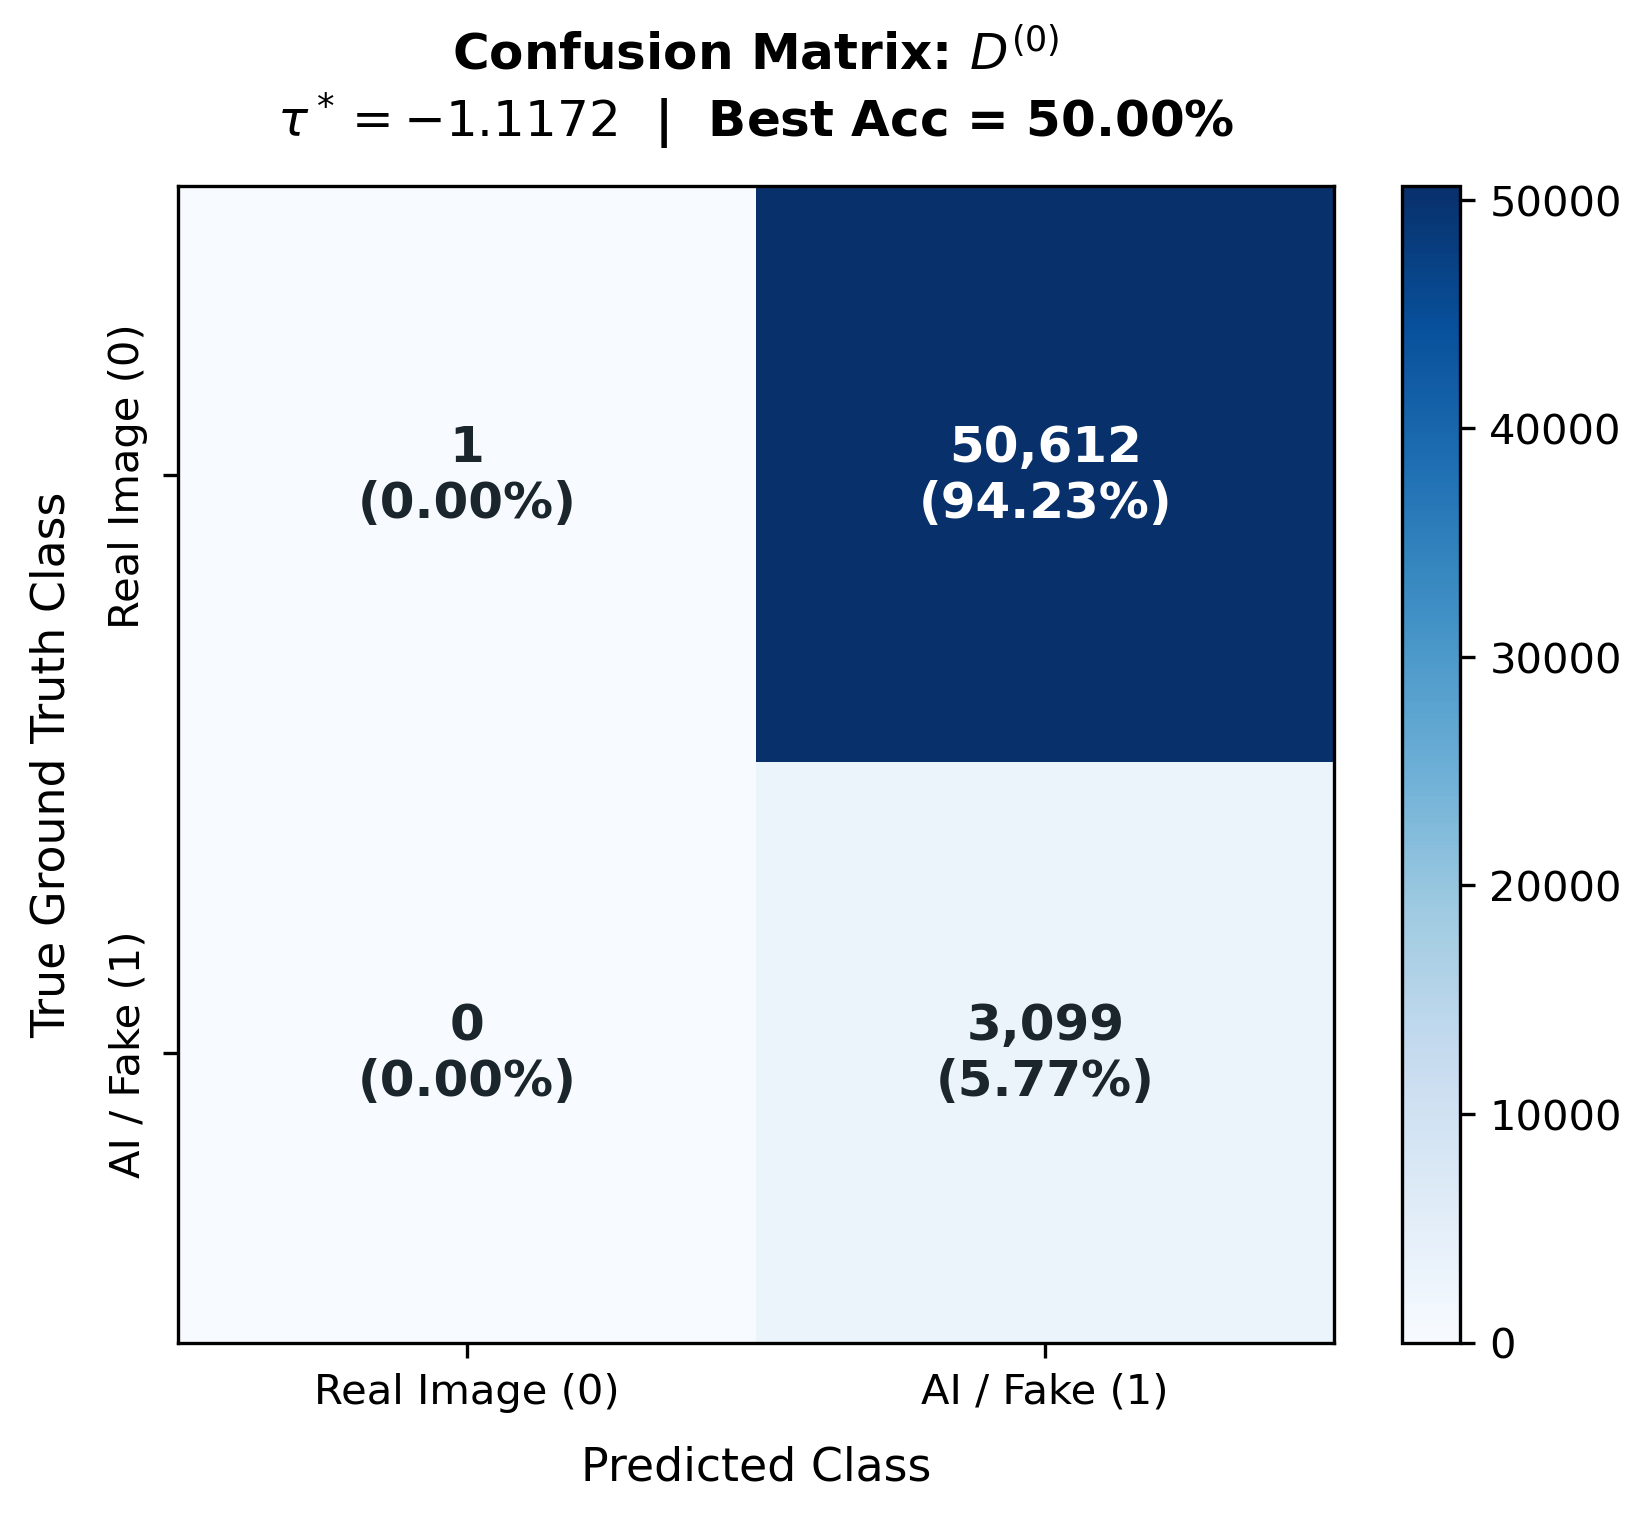 Confusion Matrix: D^(0)
τ* = −1.1172 | Best Acc = 50.00%
True Ground Truth Class
Real Image (0)
AI / Fake (1)
1
(0.00%)
50,612
(94.23%)
0
(0.00%)
3,099
(5.77%)
Real Image (0)
AI / Fake (1)
Predicted Class
50000
40000
30000
20000
10000
0